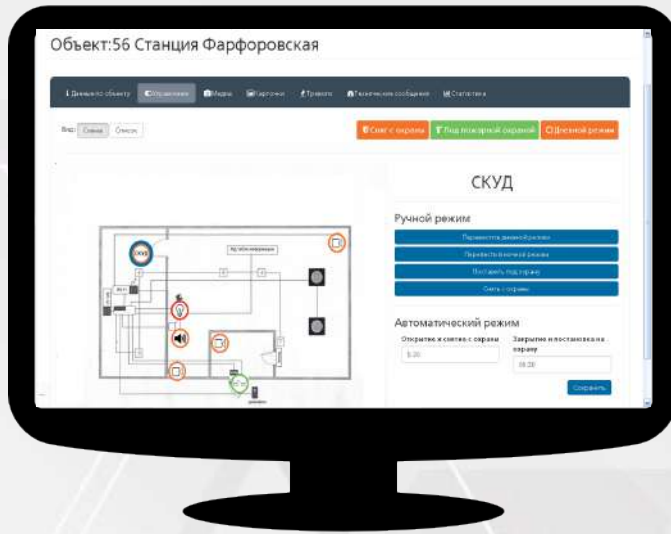 Объект:56 Станция Фарфоровская
Данные по объекту Управление Медиа Карточки Тревоги Технические сообщения Статистика
Вид: Схема Список
Снят с охраны Под пожарной охраной Дневной режим
СКУД
Ручной режим
Перевести в дневной режим
Перевести в ночной режим
Поставить под охрану
Снять с охраны
Автоматический режим
Открытие и снятие с охраны
Закрытие и постановка на охрану
Сохранить